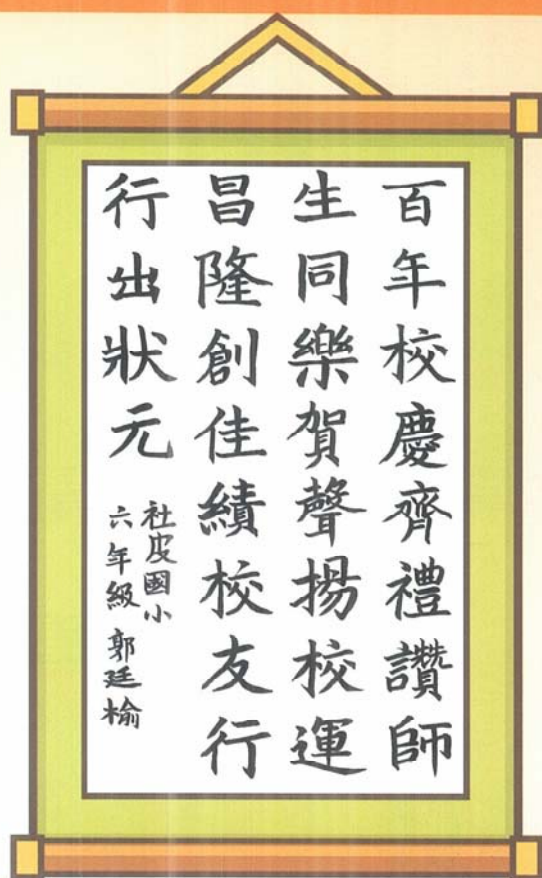 百年校慶齊禮讚師
生同樂賀聲揚校運
昌隆創佳績校友行
行出狀元
社皮國小
六年級 郭廷榆